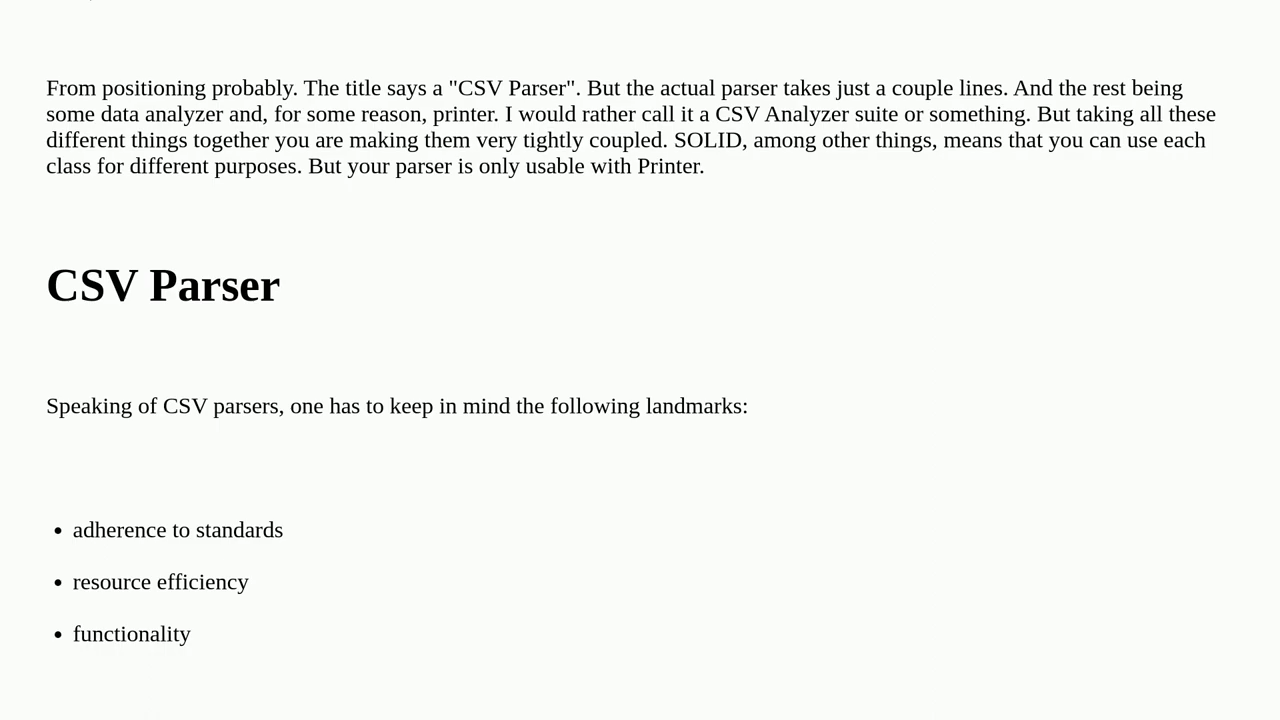 From positioning probably. The title says a "CSV Parser". But the actual parser takes just a couple lines. And the rest being
some data analyzer and, for some reason, printer. I would rather call it a CSV Analyzer suite or something. But taking all these
different things together you are making them very tightly coupled. SOLID, among other things, means that you can use each
class for different purposes. But your parser is only usable with Printer.
CSV Parser
Speaking of CSV parsers, one has to keep in mind the following landmarks:
• adherence to standards
• resource efficiency
• functionality